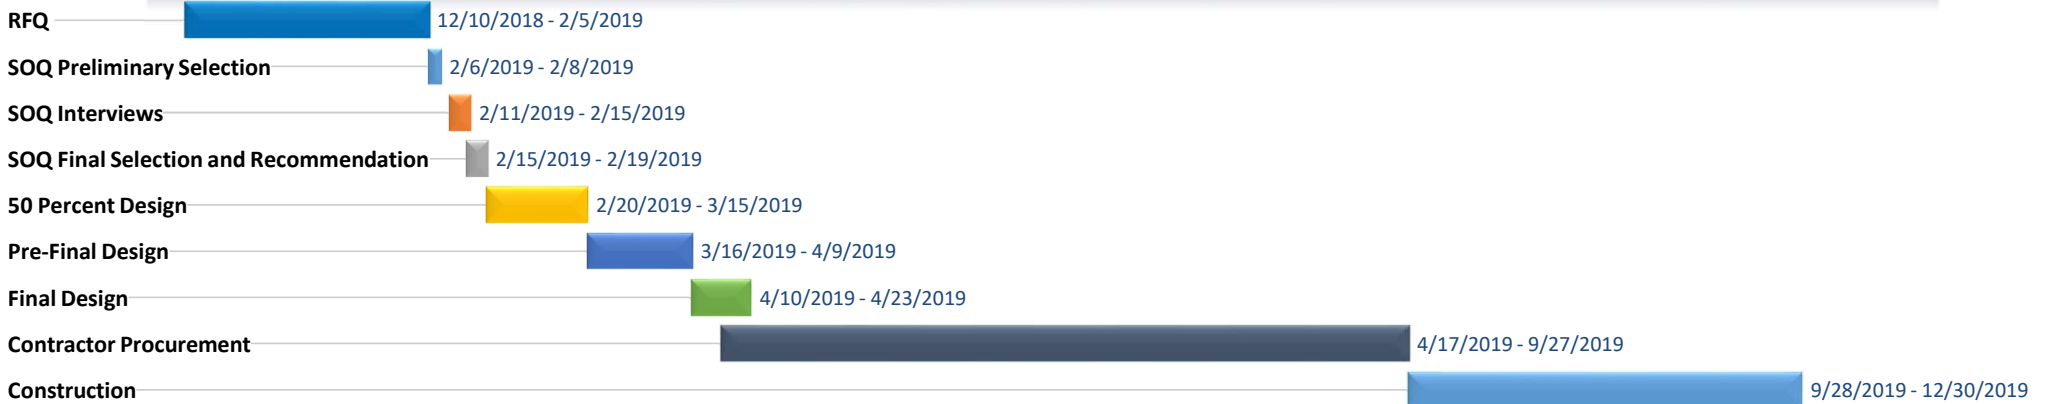 RFQ 12/10/2018 - 2/5/2019
SOQ Preliminary Selection 2/6/2019 - 2/8/2019
SOQ Interviews 2/11/2019 - 2/15/2019
SOQ Final Selection and Recommendation 2/15/2019 - 2/19/2019
50 Percent Design 2/20/2019 - 3/15/2019
Pre-Final Design 3/16/2019 - 4/9/2019
Final Design 4/10/2019 - 4/23/2019
Contractor Procurement 4/17/2019 - 9/27/2019
Construction 9/28/2019 - 12/30/2019